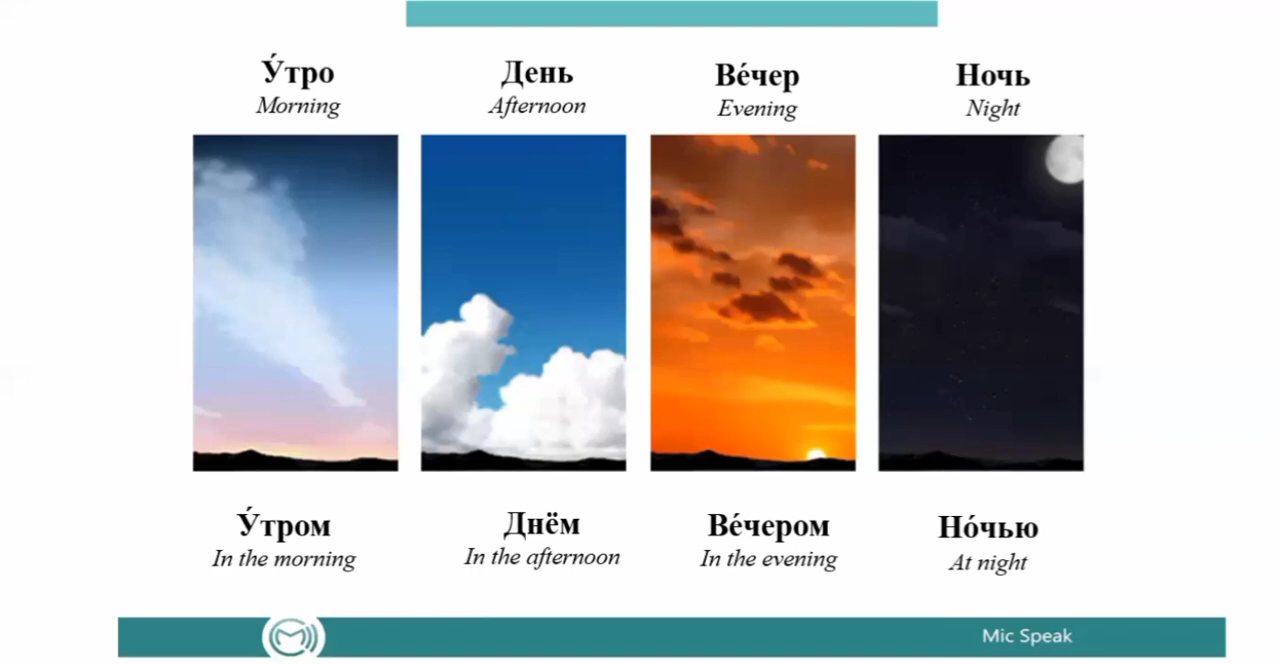 У́тро
Morning
День
Afternoon
Ве́чер
Evening
Ночь
Night
У́тром
In the morning
Днём
In the afternoon
Ве́чером
In the evening
Но́чью
At night
Mic Speak